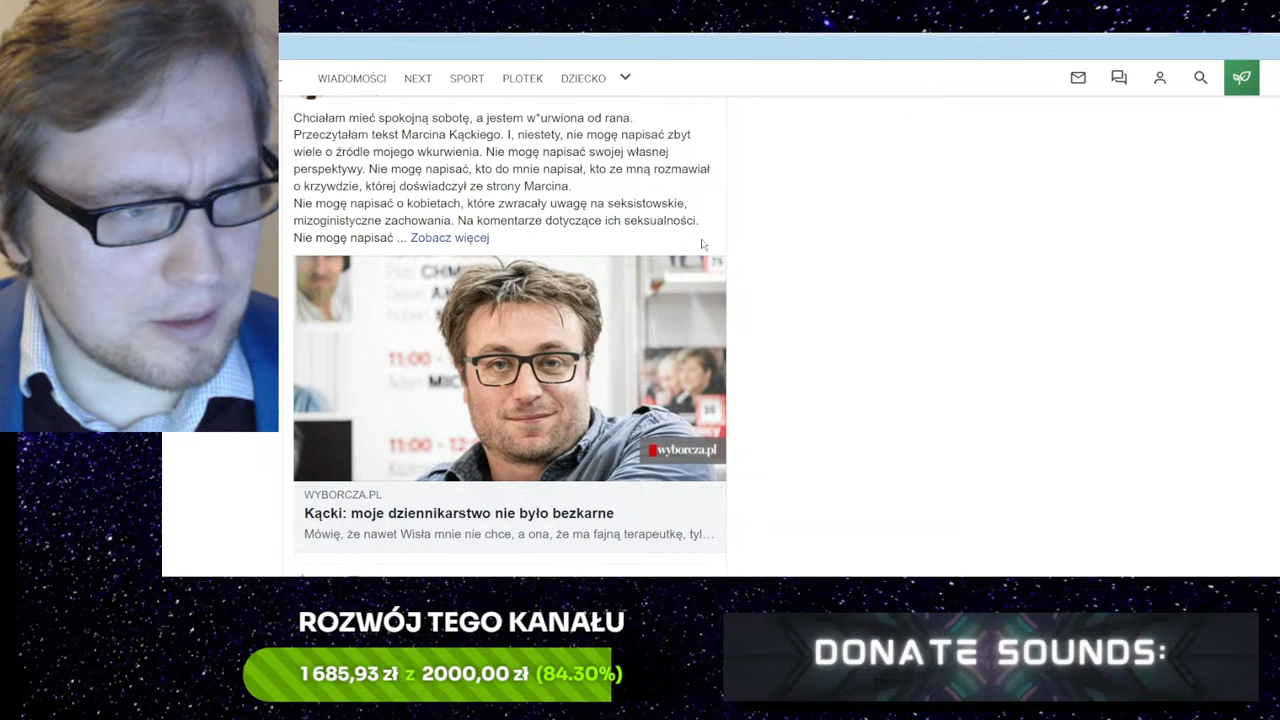 WIADOMOŚCI NEXT SPORT PLOTEK DZIECKO
Chciałam mieć spokojną sobotę, a jestem w*urwiona od rana.
Przeczytałam tekst Marcina Kąckiego. I, niestety, nie mogę napisać zbyt
wiele o źródle mojego wkurwienia. Nie mogę napisać swojej własnej
perspektywy. Nie mogę napisać, kto do mnie napisał, kto ze mną rozmawiał
o krzywdzie, której doświadczył ze strony Marcina.
Nie mogę napisać o kobietach, które zwracały uwagę na seksistowskie,
mizoginistyczne zachowania. Na komentarze dotyczące ich seksualności.
Nie mogę napisać ... Zobacz więcej
11:00 -
11:00 - 12:
wyborcza.pl
WYBORCZA.PL
Kącki: moje dziennikarstwo nie było bezkarne
Mówię, że nawet Wisła mnie nie chce, a ona, że ma fajną terapeutkę, tyl...
ROZWÓJ TEGO KANAŁU
1 685,93 zł z 2000,00 zł (84.30%)
DONATE SOUNDS: